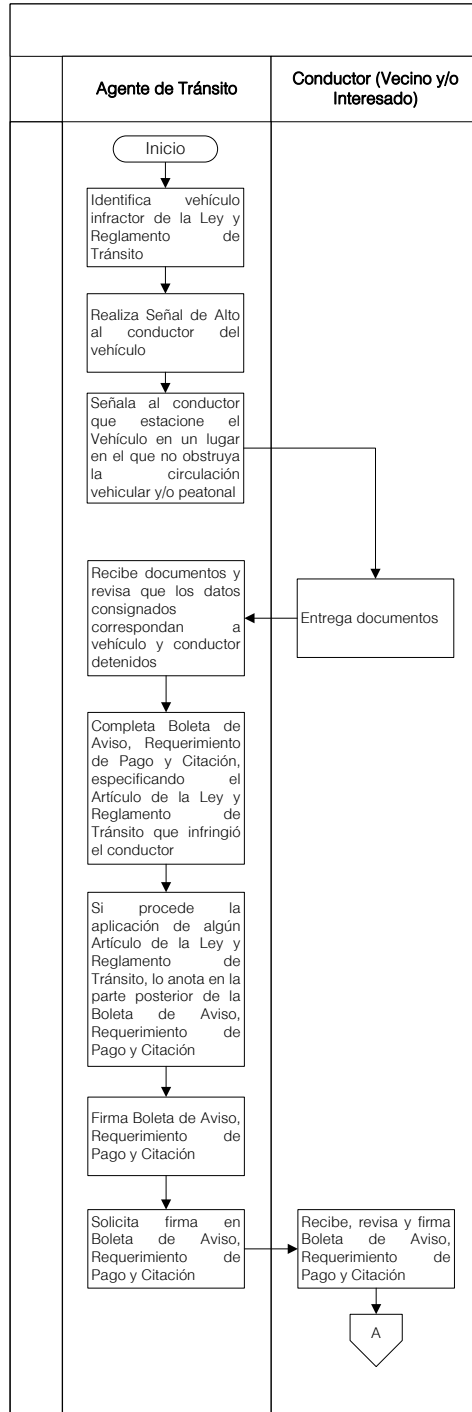 Agente de Tránsito
Conductor (Vecino y/o
Interesado)
Inicio
Identifica vehículo
infractor de la Ley y
Reglamento de
Tránsito
Realiza Señal de Alto
al conductor del
vehículo
Señala al conductor
que estacione el
Vehículo en un lugar
en el que no obstruya
la circulación
vehicular y/o peatonal
Entrega documentos
Recibe documentos y
revisa que los datos
consignados
correspondan a
vehículo y conductor
detenidos
Completa Boleta de
Aviso, Requerimiento
de Pago y Citación,
especificando el
Artículo de la Ley y
Reglamento de
Tránsito que infringió
el conductor
Si procede la
aplicación de algún
Artículo de la Ley y
Reglamento de
Tránsito, lo anota en la
parte posterior de la
Boleta de Aviso,
Requerimiento de
Pago y Citación
Firma Boleta de Aviso,
Requerimiento de
Pago y Citación
Solicita firma en
Boleta de Aviso,
Requerimiento de
Pago y Citación
Recibe, revisa y firma
Boleta de Aviso,
Requerimiento de
Pago y Citación
A